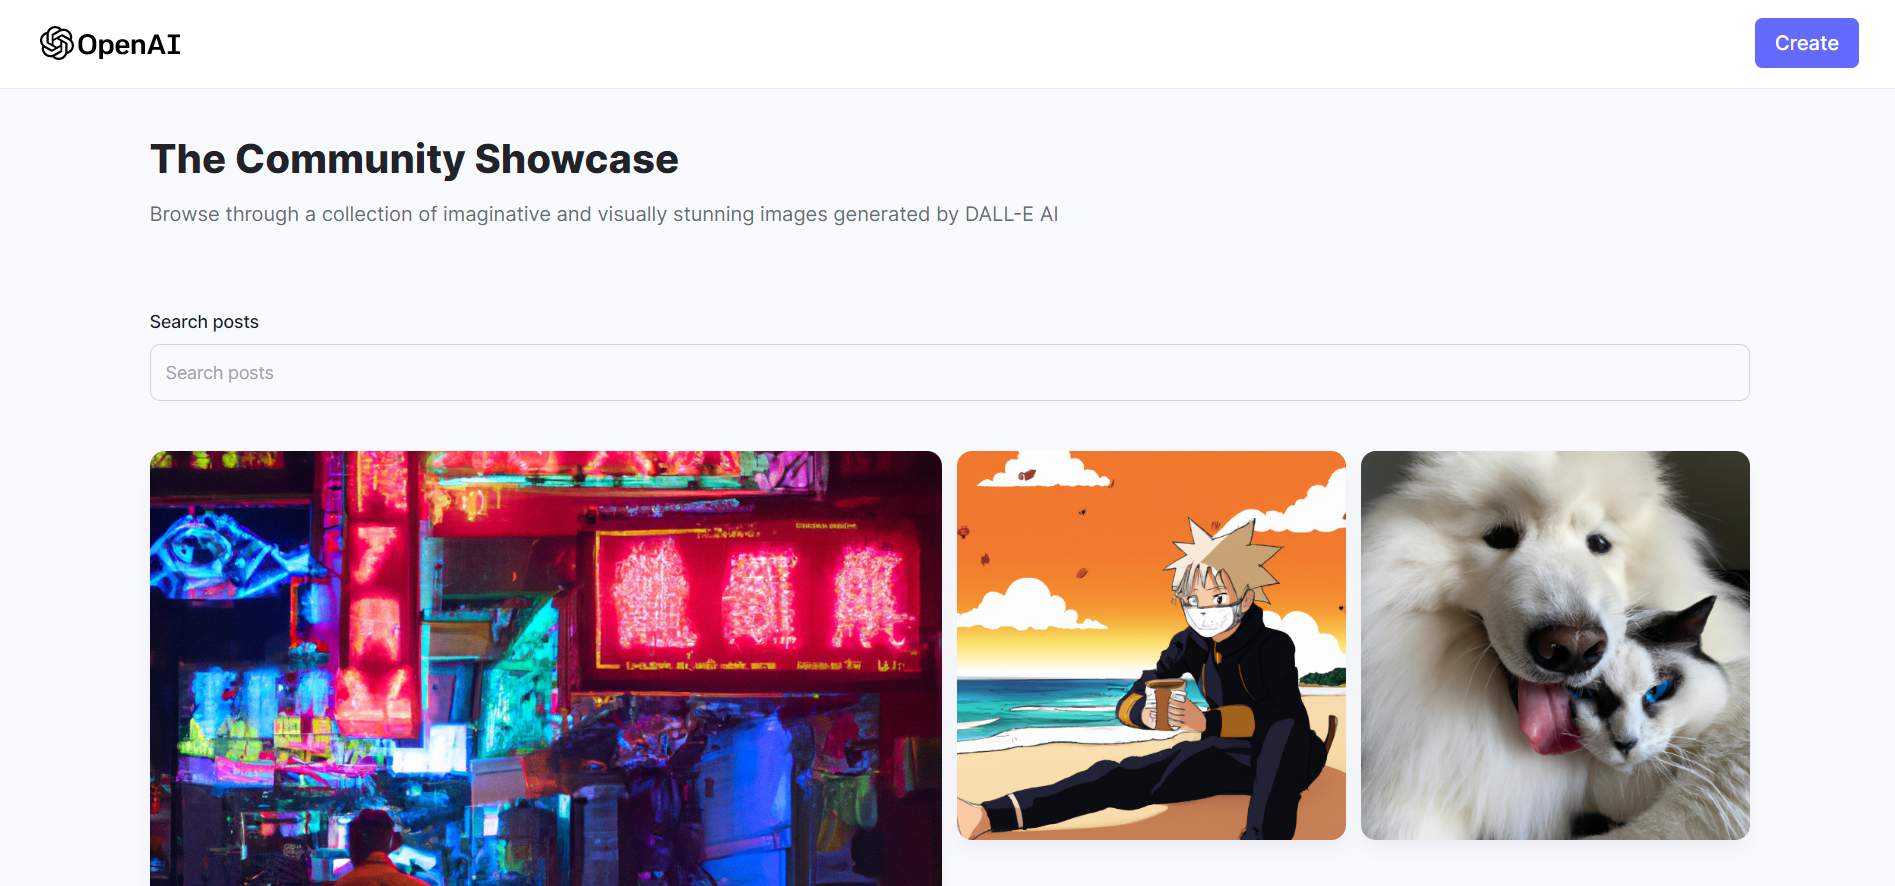 OpenAI
Create
The Community Showcase
Browse through a collection of imaginative and visually stunning images generated by DALL-E AI
Search posts
Search posts